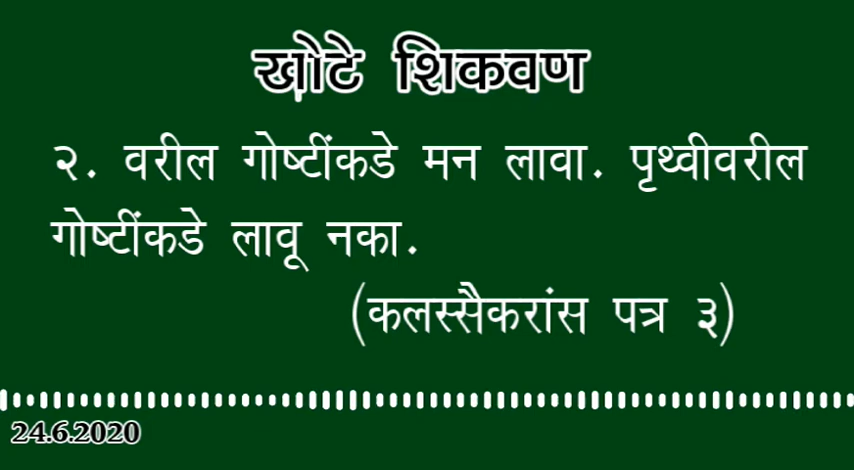 खोटे शिकवण
२. वरील गोष्टींकडे मन लावा. पृथ्वीवरील
गोष्टींकडे लावू नका.
(कलस्सैकरांस पत्र ३)
24.6.2020